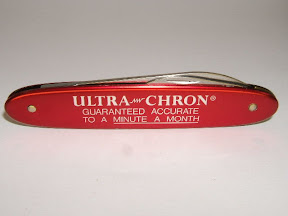 ULTRA-CHRON®
GUARANTEED ACCURATE
TO A MINUTE A MONTH